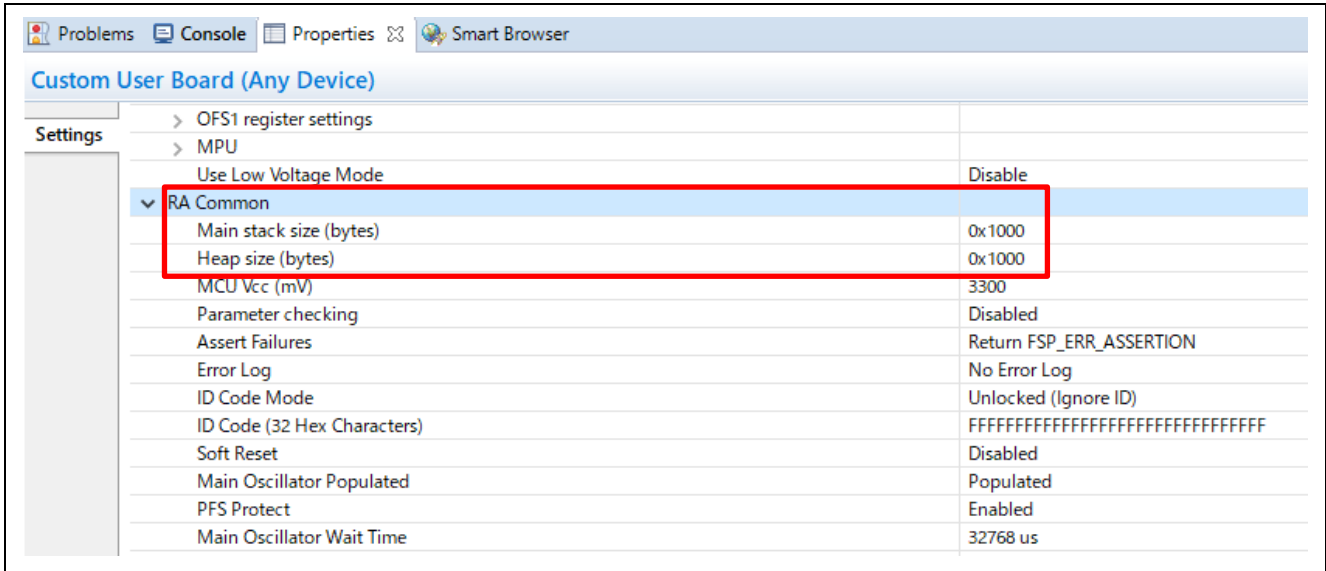 Problems Console Properties Smart Browser
Custom User Board (Any Device)
Settings
OFS1 register settings
MPU
Use Low Voltage Mode Disable
RA Common
Main stack size (bytes) 0x1000
Heap size (bytes) 0x1000
MCU Vcc (mV) 3300
Parameter checking Disabled
Assert Failures Return FSP_ERR_ASSERTION
Error Log No Error Log
ID Code Mode Unlocked (Ignore ID)
ID Code (32 Hex Characters) FFFFFFFFFFFFFFFFFFFFFFFFFFFFFFFF
Soft Reset Disabled
Main Oscillator Populated Populated
PFS Protect Enabled
Main Oscillator Wait Time 32768 us